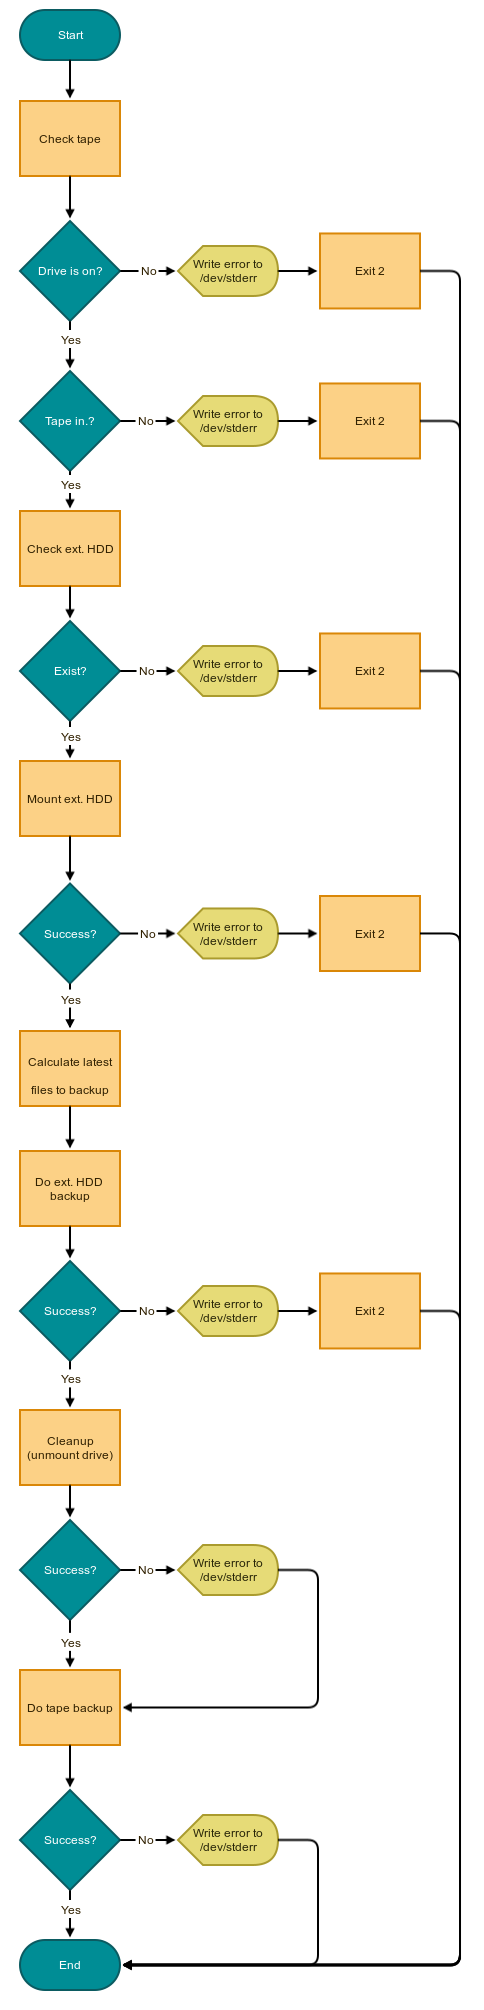 Start
Check tape
Drive is on?
No
Write error to
/dev/stderr
Exit 2
Yes
Tape in.?
No
Write error to
/dev/stderr
Exit 2
Yes
Check ext. HDD
Exist?
No
Write error to
/dev/stderr
Exit 2
Yes
Mount ext. HDD
Success?
No
Write error to
/dev/stderr
Exit 2
Yes
Calculate latest
files to backup
Do ext. HDD
backup
Success?
No
Write error to
/dev/stderr
Exit 2
Yes
Cleanup
(unmount drive)
Success?
No
Write error to
/dev/stderr
Yes
Do tape backup
Success?
No
Write error to
/dev/stderr
Yes
End